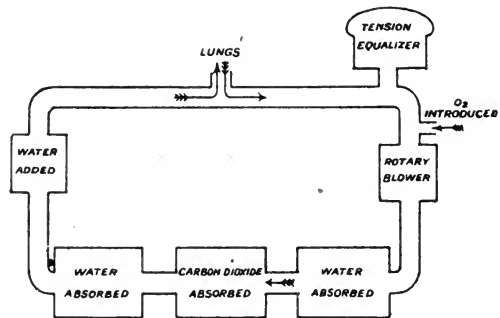 TENSION
EQUALIZER
LUNGS
O2
INTRODUCED
WATER
ADDED
ROTARY
BLOWER
WATER
ABSORBED
CARBON DIOXIDE
ABSORBED
WATER
ABSORBED